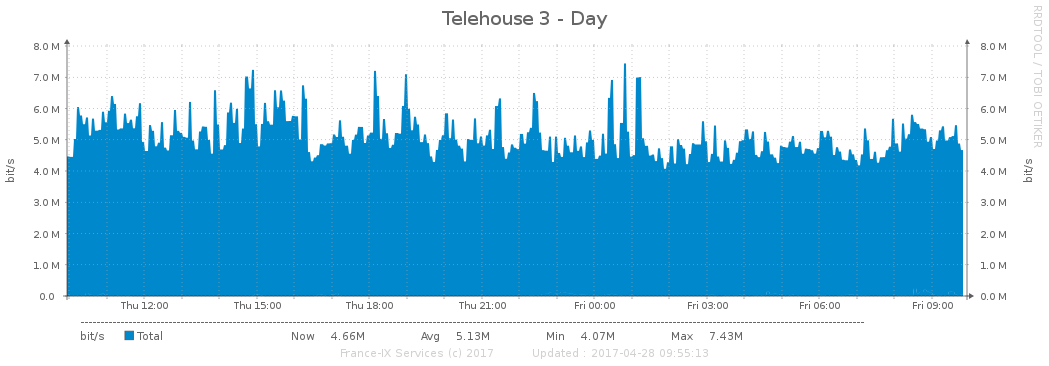 Telehouse 3 - Day
RRDTOOL / TOBI OETIKER
8.0 M 8.0 M
7.0 M 7.0 M
6.0 M 6.0 M
5.0 M 5.0 M
4.0 M 4.0 M
3.0 M 3.0 M
2.0 M 2.0 M
1.0 M 1.0 M
0.0 0.0 M
bit/s bit/s
Thu 12:00 Thu 15:00 Thu 18:00 Thu 21:00 Fri 00:00 Fri 03:00 Fri 06:00 Fri 09:00
bit/s Total Now 4.66M Avg 5.13M Min 4.07M Max 7.43M
France-IX Services (c) 2017 Updated : 2017-04-28 09:55:13